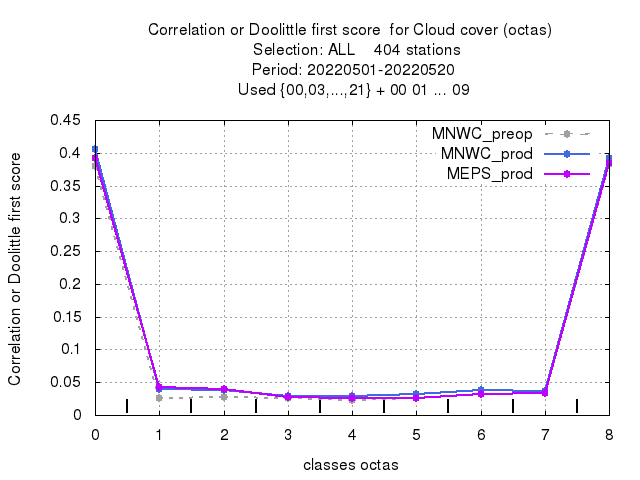 Correlation or Doolittle first score  for Cloud cover (octas)
Selection: ALL    404 stations
Period: 20220501-20220520
Used {00,03,...,21} + 00 01 ... 09
MNWC_preop
MNWC_prod
MEPS_prod
Correlation or Doolittle first score
0.45
0.4
0.35
0.3
0.25
0.2
0.15
0.1
0.05
0
0 1 2 3 4 5 6 7 8
classes octas